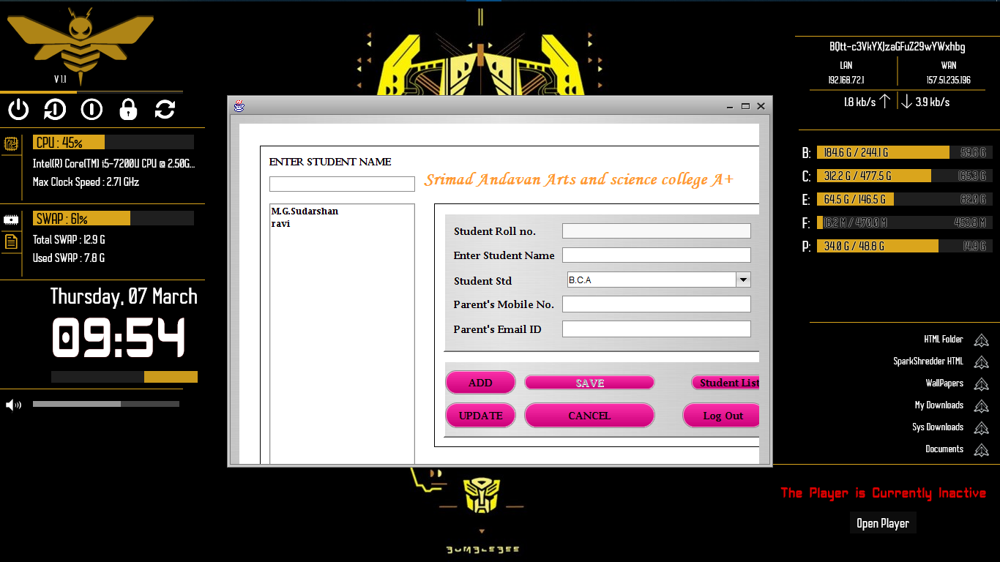 V 1.1
CPU : 45%
Intel(R) Core(TM) i5-7200U CPU @ 2.50G...
Max Clock Speed : 2.71 GHz
SWAP : 61%
Total SWAP : 12.9 G
Used SWAP : 7.8 G
Thursday, 07 March
09:54
ENTER STUDENT NAME
Srimad Andavan Arts and science college A+
M.G.Sudarshan
ravi
Student Roll no.
Enter Student Name
Student Std
B.C.A
Parent's Mobile No.
Parent's Email ID
ADD
SAVE
Student List
UPDATE
CANCEL
Log Out
BUMBLEBEE
BQtt-c3VkYXJzaGFuZ29wYWxhbg
LAN
WAN
192.168.72.1
157.51.235.196
1.8 kb/s
3.9 kb/s
B:
184.6 G / 244.1 G
59.6 G
C:
312.2 G / 477.5 G
165.3 G
E:
64.5 G / 146.5 G
82.0 G
F:
16.2 M / 470.0 M
453.8 M
P:
34.0 G / 48.8 G
14.9 G
HTML Folder
SparkShredder HTML
WallPapers
My Downloads
Sys Downloads
Documents
The Player is Currently Inactive
Open Player